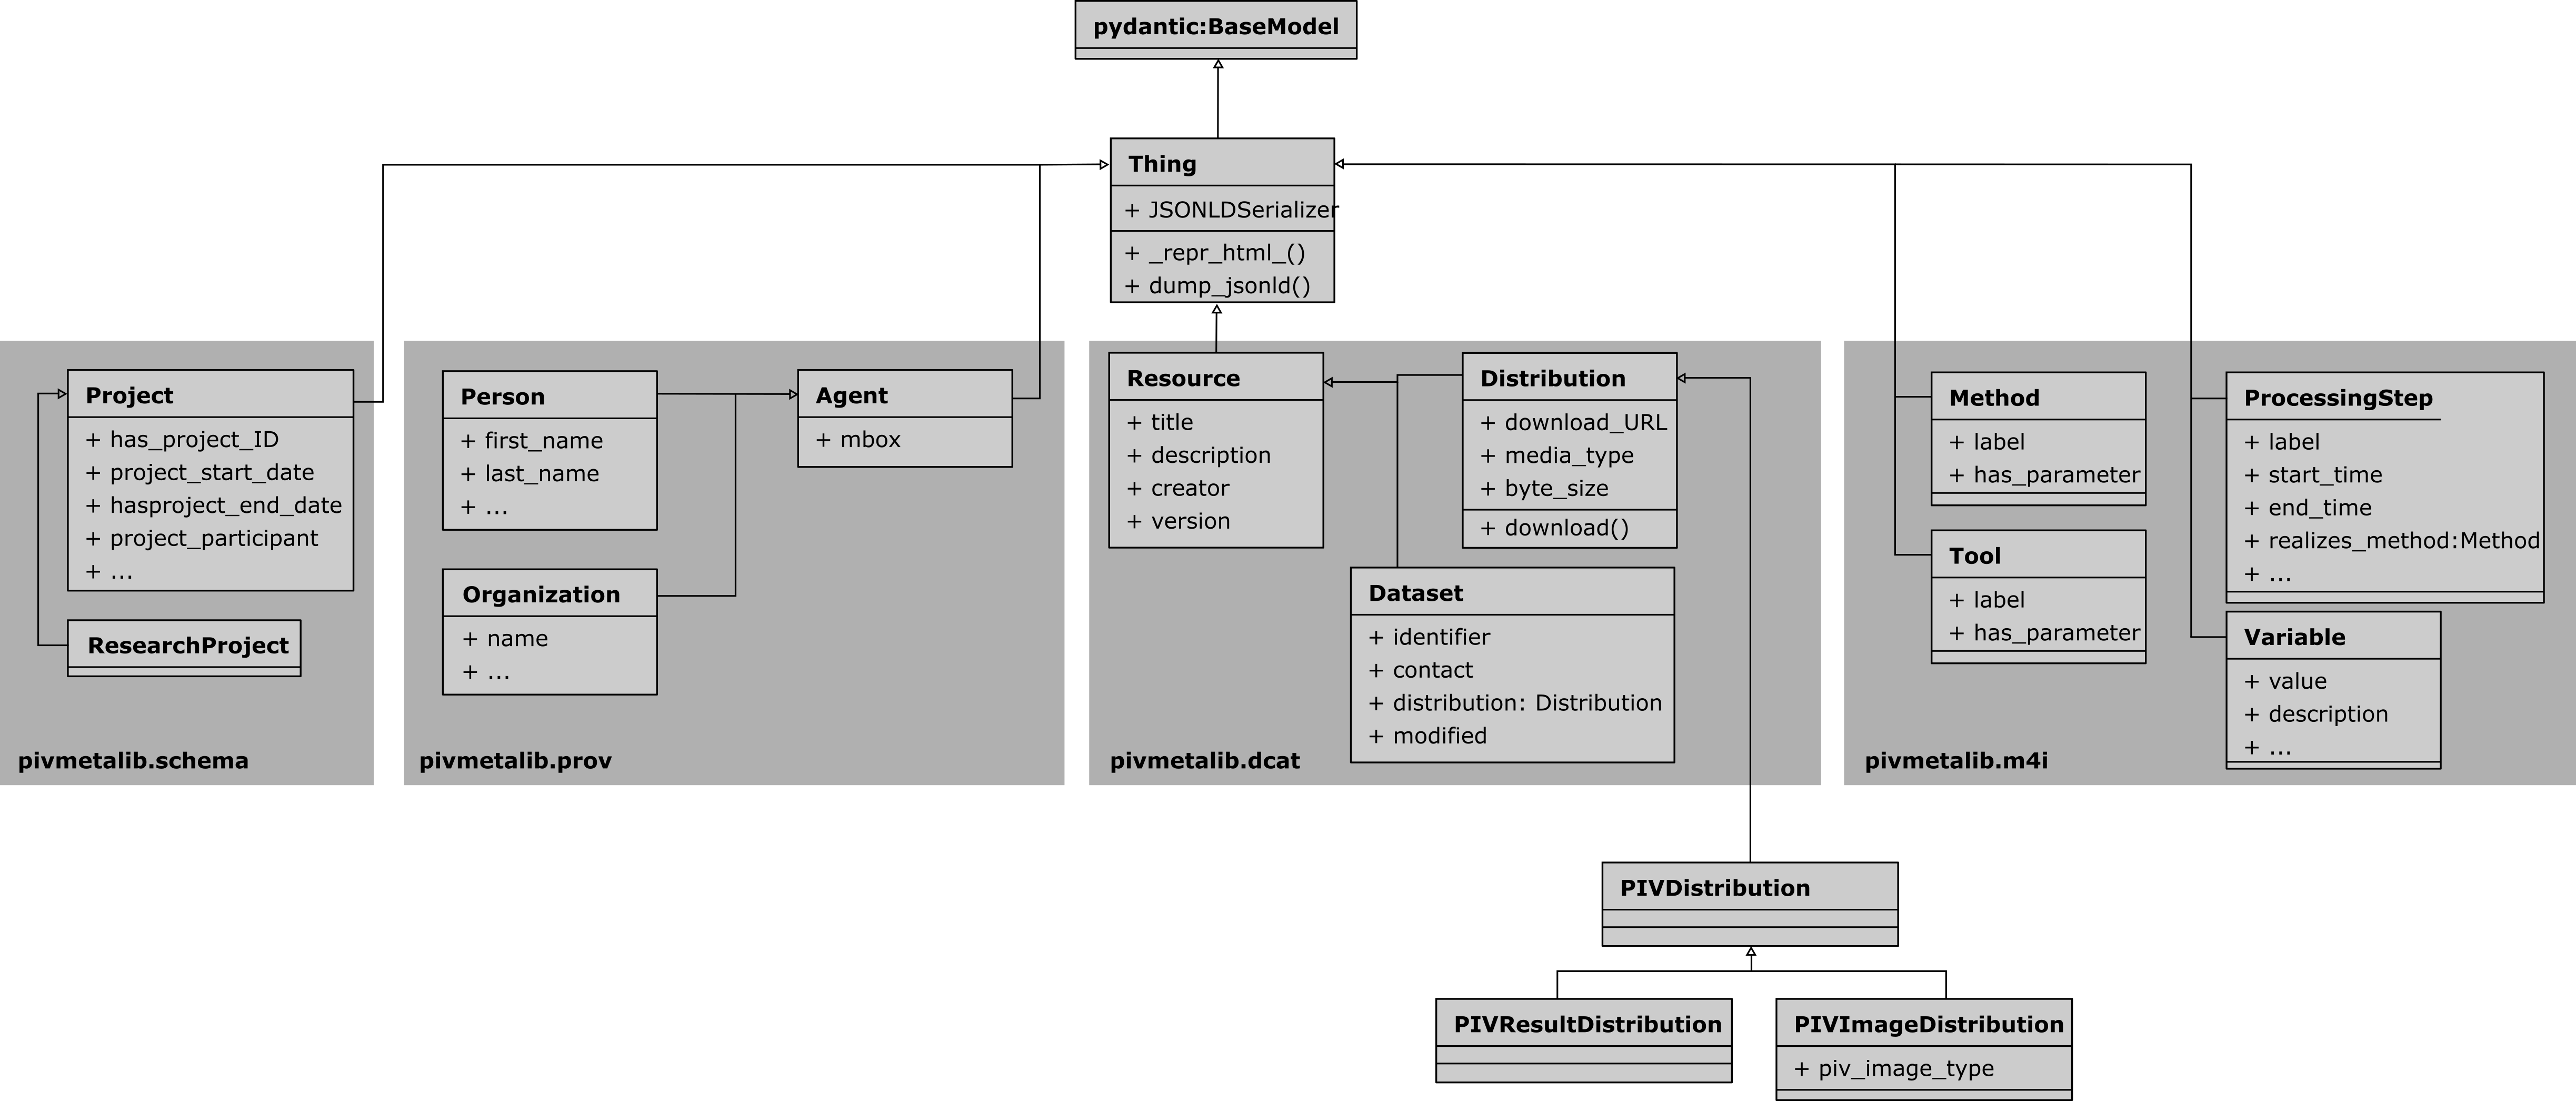 pydantic:BaseModel
Thing
+ JSONLDSerializer
+ _repr_html_()
+ dump_jsonld()
Project
+ has_project_ID
+ project_start_date
+ hasproject_end_date
+ project_participant
+ ...
ResearchProject
pivmetalib.schema
Person
+ first_name
+ last_name
+ ...
Organization
+ name
+ ...
Agent
+ mbox
pivmetalib.prov
Resource
+ title
+ description
+ creator
+ version
Distribution
+ download_URL
+ media_type
+ byte_size
+ download()
Dataset
+ identifier
+ contact
+ distribution: Distribution
+ modified
pivmetalib.dcat
Method
+ label
+ has_parameter
Tool
+ label
+ has_parameter
ProcessingStep
+ label
+ start_time
+ end_time
+ realizes_method:Method
+ ...
Variable
+ value
+ description
+ ...
pivmetalib.m4i
PIVDistribution
PIVResultDistribution
PIVImageDistribution
+ piv_image_type